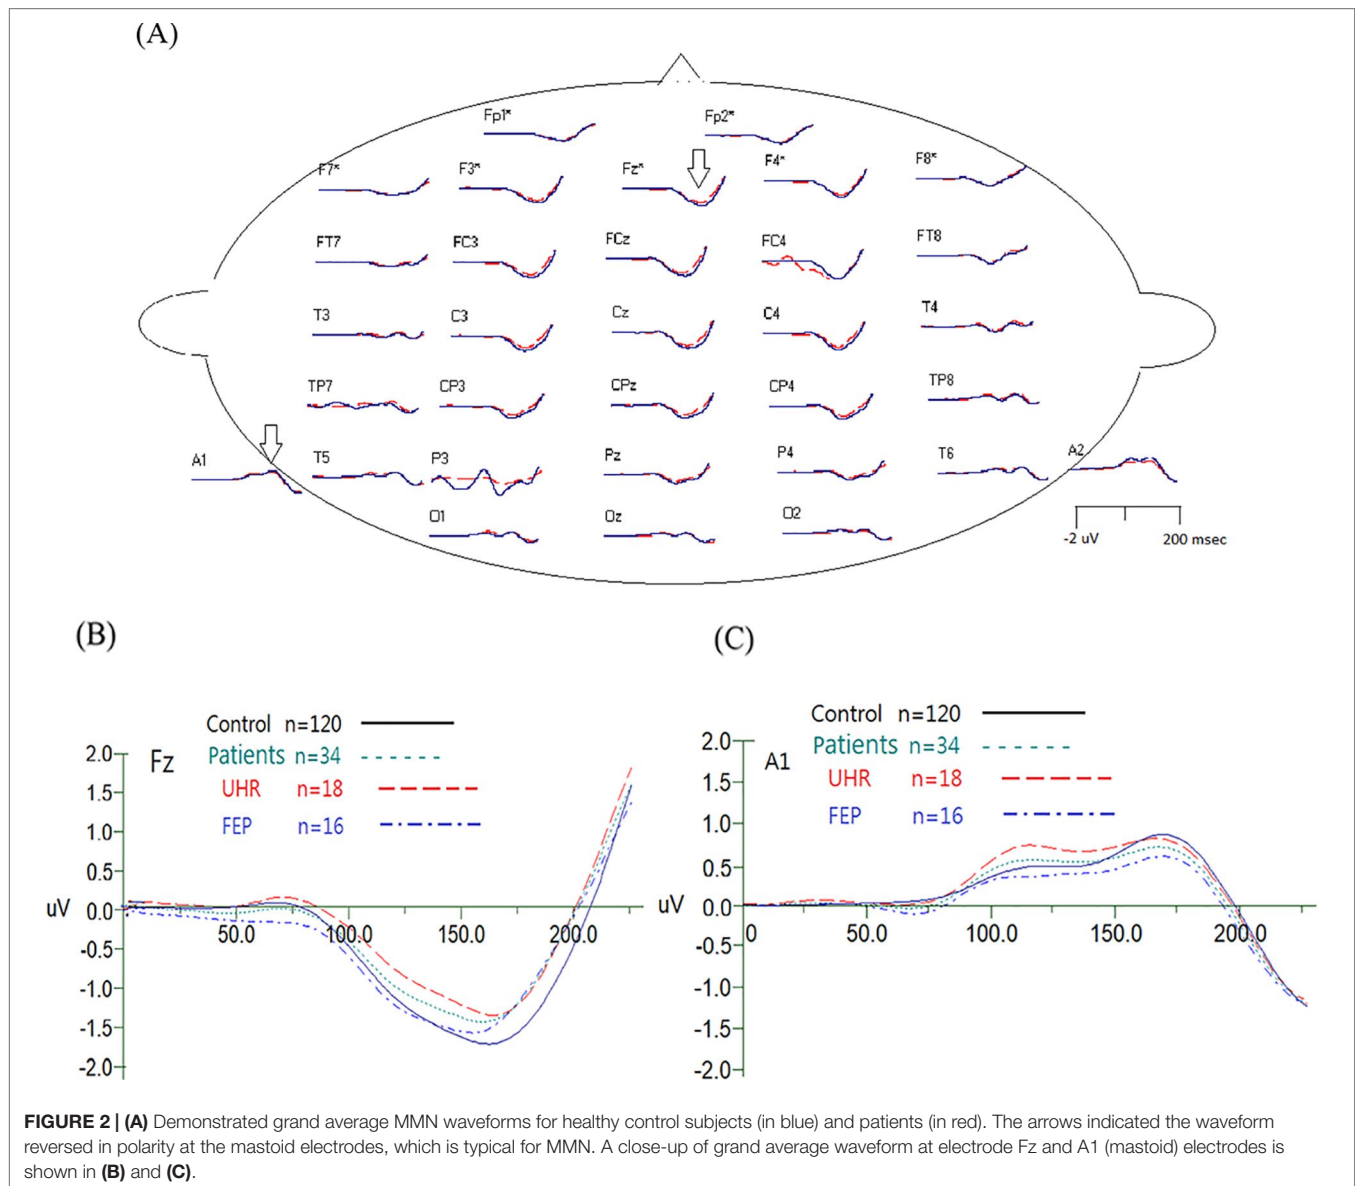 (A)
Fp1* Fp2*
F7* F3* Fz* F4* F8*
FT7 FC3 FCz FC4 FT8
T3 C3 Cz C4 T4
TP7 CP3 CPz CP4 TP8
A1 T5 P3 Pz P4 T6 A2
O1 Oz O2
-2 uV 200 msec
(B)
Control n=120
Patients n=34
UHR n=18
FEP n=16
Fz
2.0
1.5
1.0
0.5
0.0
uV
-0.5
-1.0
-1.5
-2.0
50.0 100.0 150.0 200.0
(C)
Control n=120
Patients n=34
UHR n=18
FEP n=16
A1
2.0
1.5
1.0
0.5
0.0
uV
-0.5
-1.0
-1.5
-2.0
0 50.0 100.0 150.0 200.0
FIGURE 2 | (A) Demonstrated grand average MMN waveforms for healthy control subjects (in blue) and patients (in red). The arrows indicated the waveform
reversed in polarity at the mastoid electrodes, which is typical for MMN. A close-up of grand average waveform at electrode Fz and A1 (mastoid) electrodes is
shown in (B) and (C).